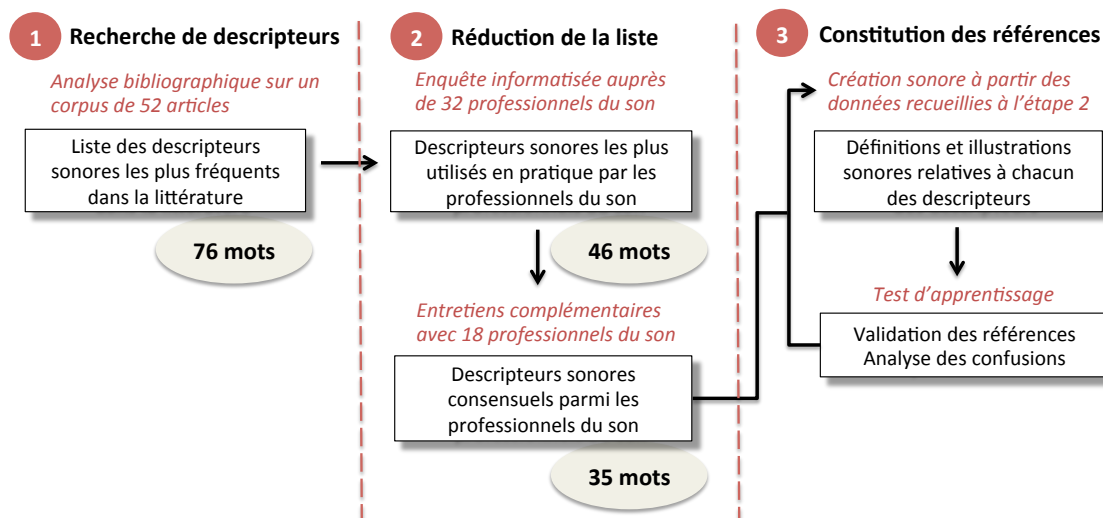 1 Recherche de descripteurs
Analyse bibliographique sur un
corpus de 52 articles
Liste des descripteurs
sonores les plus fréquents
dans la littérature
76 mots
2 Réduction de la liste
Enquête informatisée auprès
de 32 professionnels du son
Descripteurs sonores les plus
utilisés en pratique par les
professionnels du son
46 mots
Entretiens complémentaires
avec 18 professionnels du son
Descripteurs sonores
consensuels parmi les
professionnels du son
35 mots
3 Constitution des références
Création sonore à partir des
données recueillies à l’étape 2
Définitions et illustrations
sonores relatives à chacun
des descripteurs
Test d’apprentissage
Validation des références
Analyse des confusions